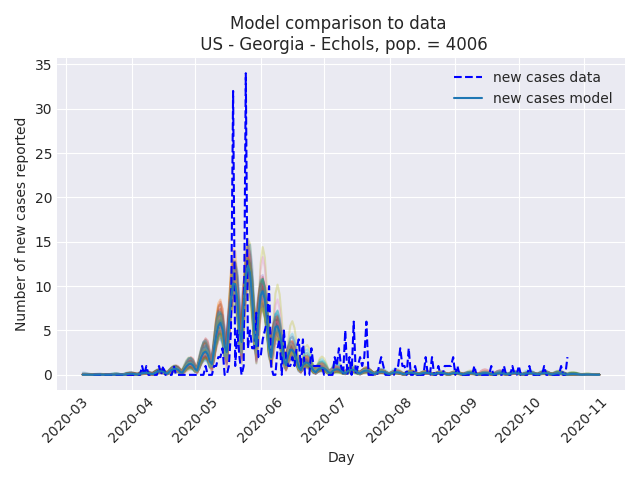 Model comparison to data
US - Georgia - Echols, pop. = 4006
new cases data
new cases model
Number of new cases reported
35
30
25
20
15
10
5
0
2020-03
2020-04
2020-05
2020-06
2020-07
2020-08
2020-09
2020-10
2020-11
Day